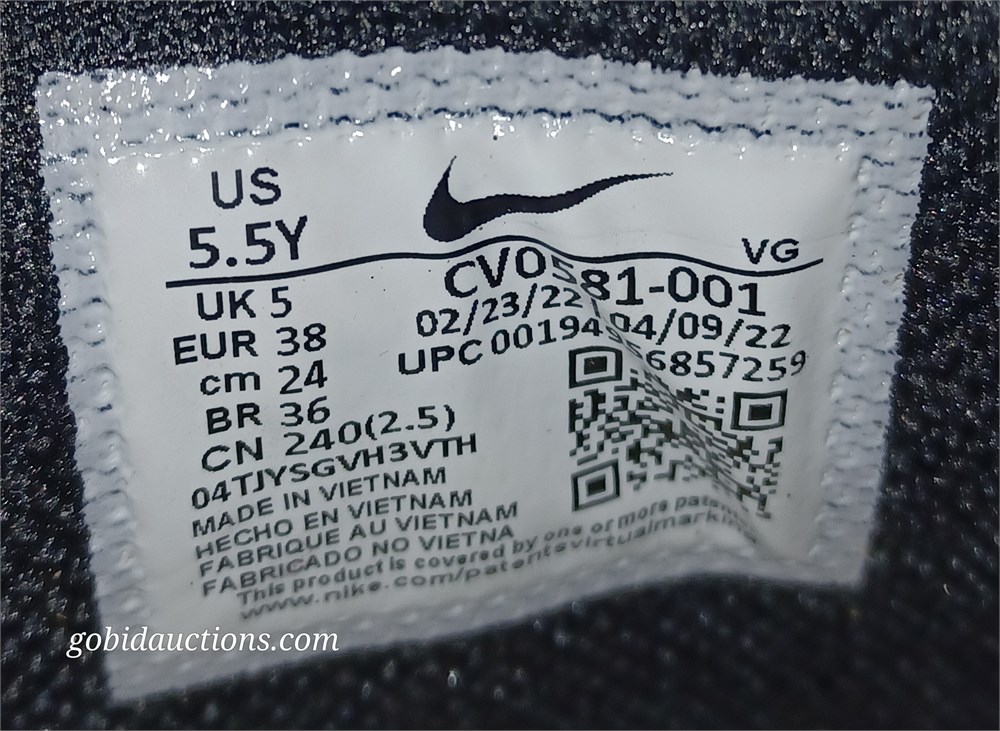 US
5.5Y
VG
UK 5
EUR 38
cm 24
BR 36
CN 240(2.5)
CV0581-001
02/23/22 04/09/22
UPC 00194 6857259
04TJYSGVH3VTH
MADE IN VIETNAM
HECHO EN VIETNAM
FABRIQUE AU VIETNAM
FABRICADO NO VIETNA
This product is covered by one or more
www.nike.com/patentsvirtualmarking
gobidauctions.com